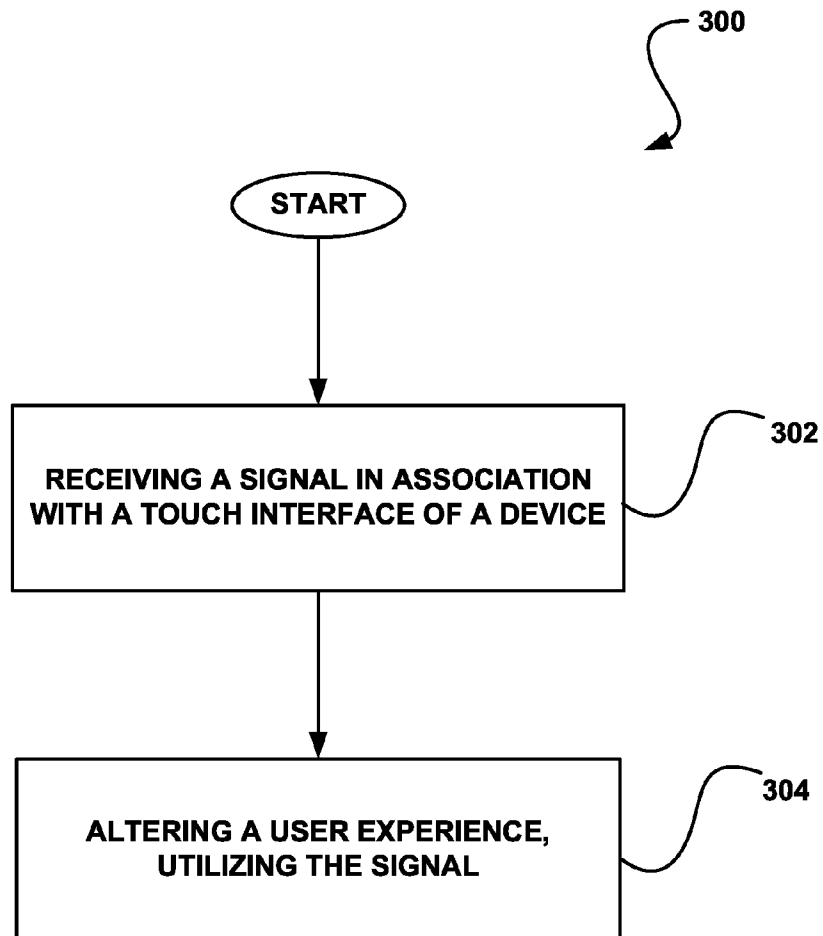 300
START
RECEIVING A SIGNAL IN ASSOCIATION
WITH A TOUCH INTERFACE OF A DEVICE
302
ALTERING A USER EXPERIENCE,
UTILIZING THE SIGNAL
304